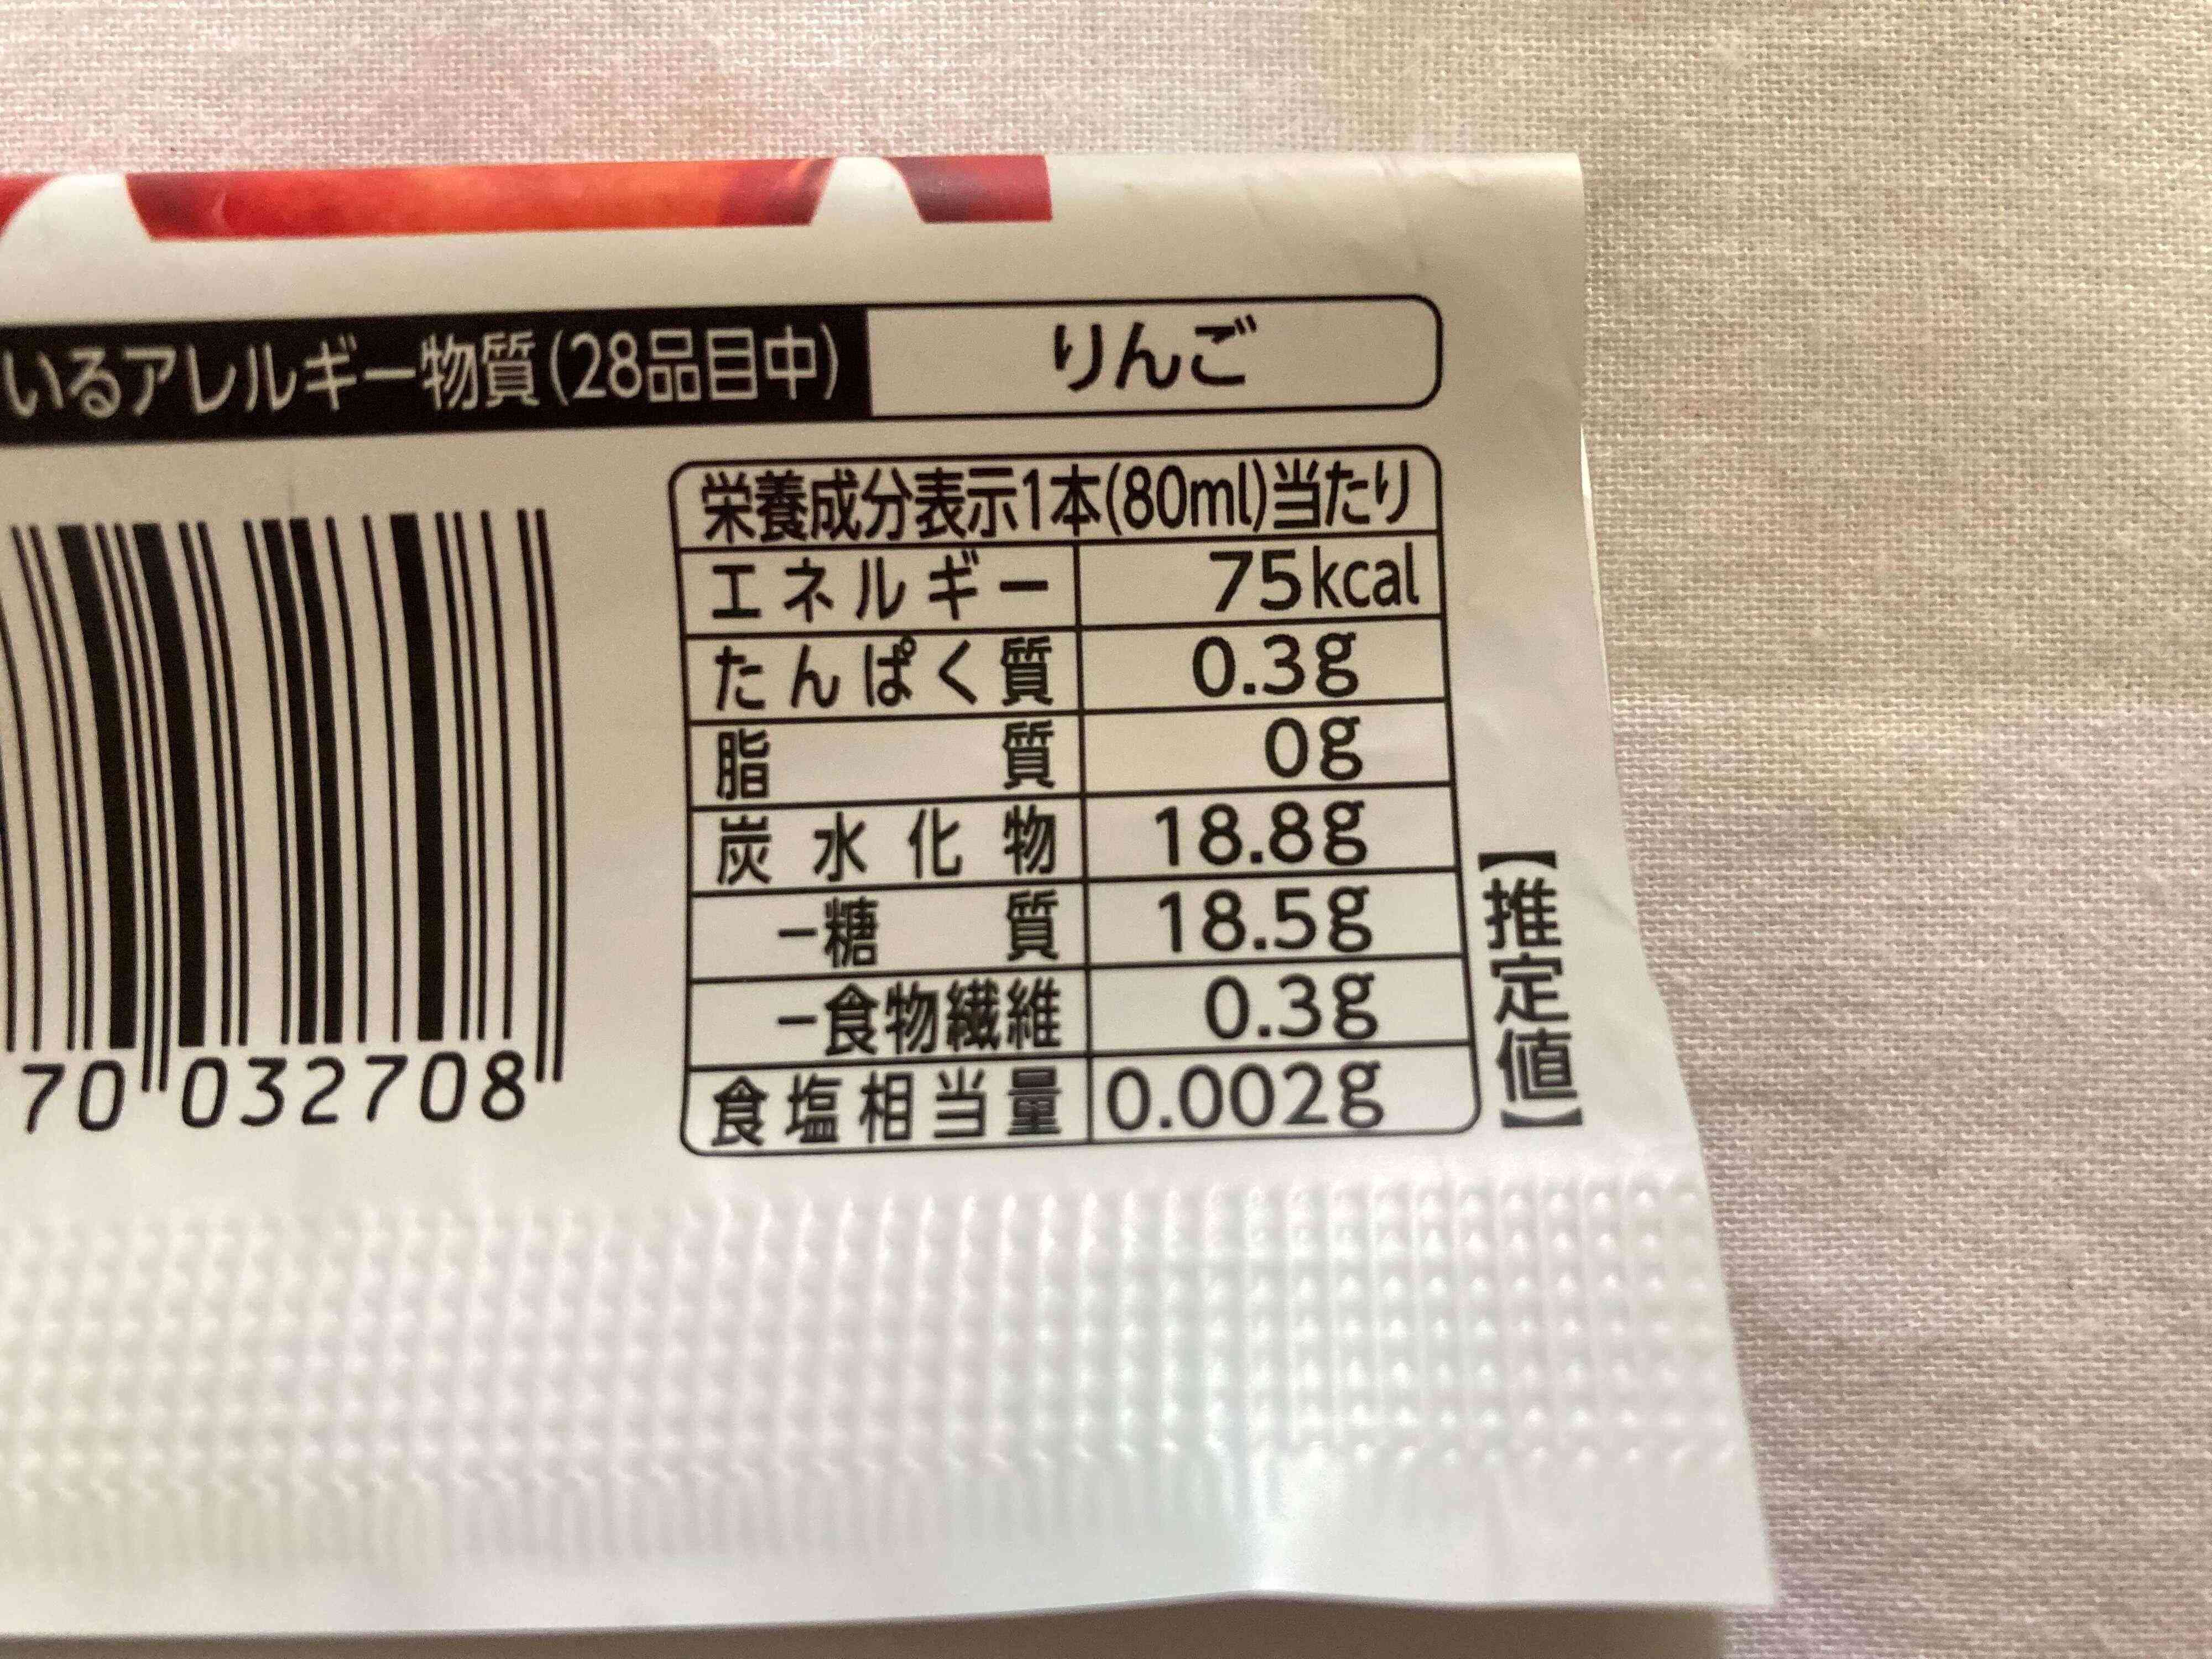 いるアレルギー物質(28品目中) りんご
栄養成分表示1本(80ml)当たり
エネルギー 75kcal
たんぱく質 0.3g
脂質 0g
炭水化物 18.8g
-糖質 18.5g
-食物繊維 0.3g
食塩相当量 0.002g
【推定値】
70 032708